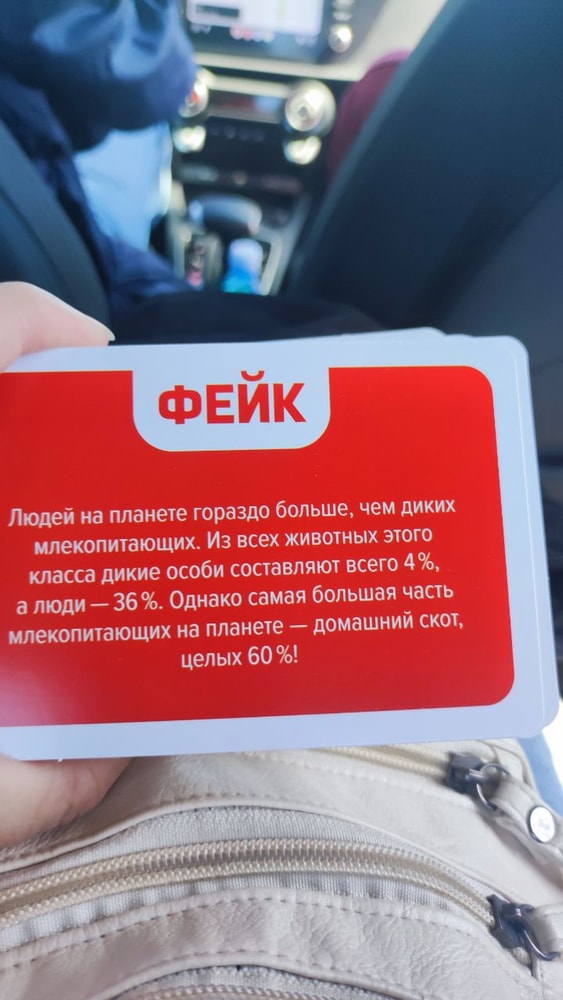 ФЕЙК
Людей на планете гораздо больше, чем диких
млекопитающих. Из всех животных этого
класса дикие особи составляют всего 4 %,
а люди — 36 %. Однако самая большая часть
млекопитающих на планете — домашний скот,
целых 60 %!